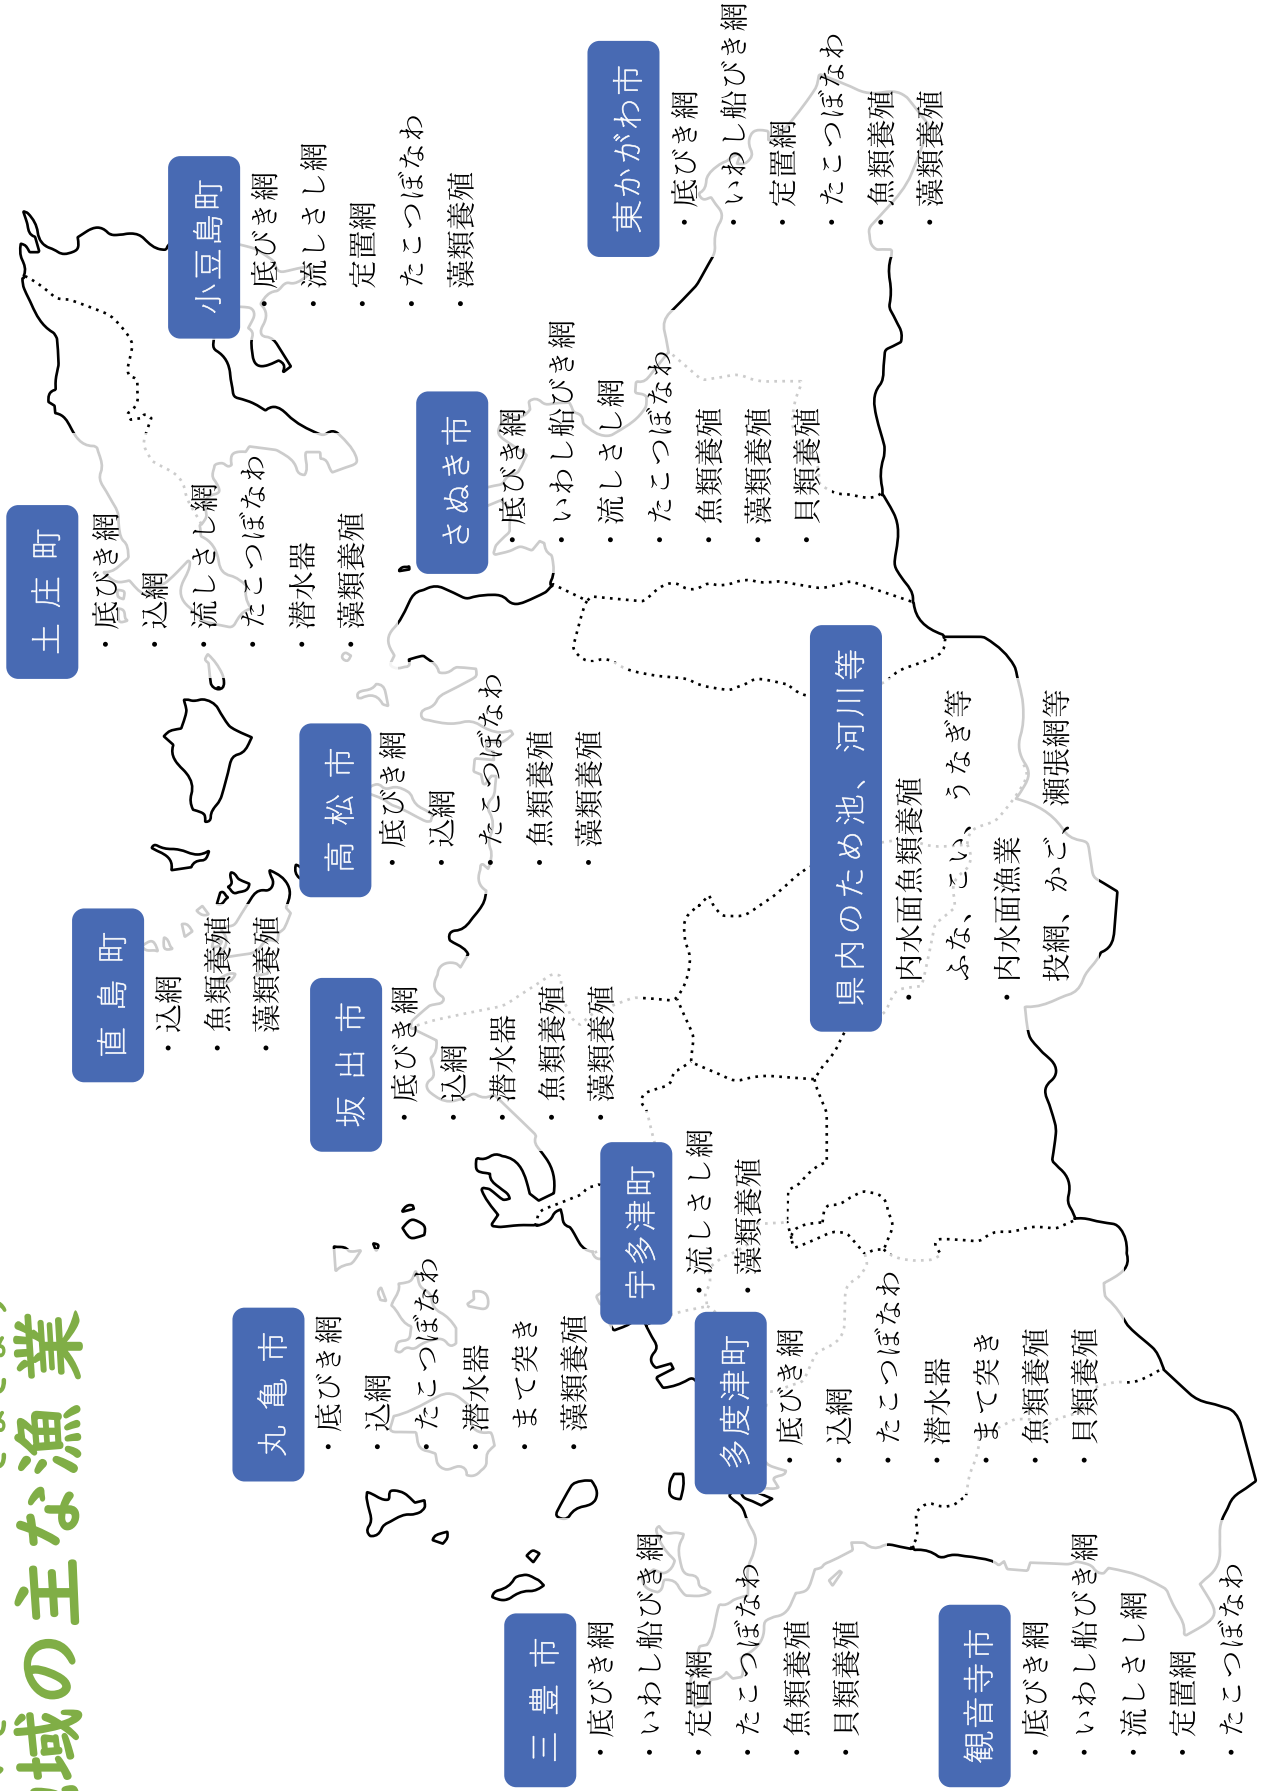 域の主な漁業
小豆島町
・底びき網
・流しさし網
・定置網
・たこつぼなわ
・藻類養殖
土庄町
・底びき網
・込網
・流しさし網
・たこつぼなわ
・潜水器
・藻類養殖
直島町
・込網
・魚類養殖
・藻類養殖
東かがわ市
・底びき網
・いわし船びき網
・定置網
・たこつぼなわ
・魚類養殖
・藻類養殖
さぬき市
・底びき網
・いわし船びき網
・流しさし網
・たこつぼなわ
・魚類養殖
・藻類養殖
・貝類養殖
高松市
・底びき網
・込網
・たこつぼなわ
・魚類養殖
・藻類養殖
坂出市
・底びき網
・込網
・潜水器
・魚類養殖
・藻類養殖
丸亀市
・底びき網
・込網
・たこつぼなわ
・潜水器
・まて突き
・藻類養殖
宇多津町
・流しさし網
・藻類養殖
多度津町
・底びき網
・込網
・たこつぼなわ
・潜水器
・まて突き
・魚類養殖
・貝類養殖
三豊市
・底びき網
・いわし船びき網
・定置網
・たこつぼなわ
・魚類養殖
・貝類養殖
観音寺市
・底びき網
・いわし船びき網
・流しさし網
・定置網
・たこつぼなわ
県内のため池、河川等
・内水面魚類養殖
ふな、こい、うなぎ等
・内水面漁業
投網、かご、瀬張網等